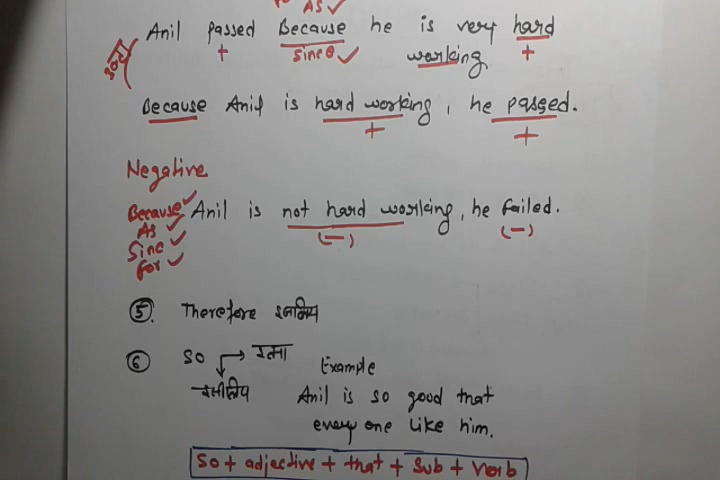 AS ✓
Anil passed Because he is very hard
+ Since ✓ working +
Because Anil is hard working, he passed.
+ +
Negative
Because ✓ Anil is not hard working, he failed.
As ✓ (−) (−)
Sinc ✓
for ✓
⑤. Therefore इसलिए
⑥ SO → इतना Example
इसीलिए Anil is so good that
every one like him.
SO + adjective + that + Sub + Verb